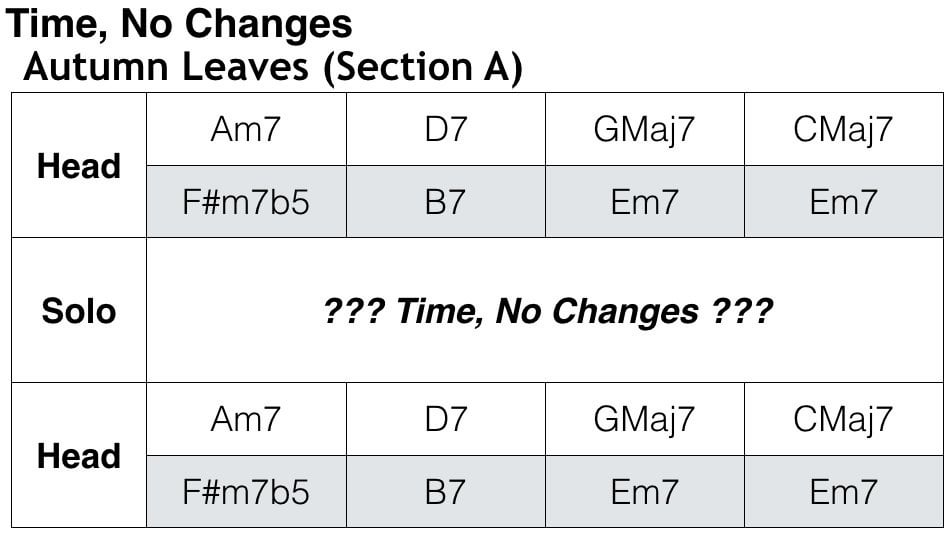 Time, No Changes
Autumn Leaves (Section A)
Head
Am7 D7 GMaj7 CMaj7
F#m7b5 B7 Em7 Em7
Solo
??? Time, No Changes ???
Head
Am7 D7 GMaj7 CMaj7
F#m7b5 B7 Em7 Em7